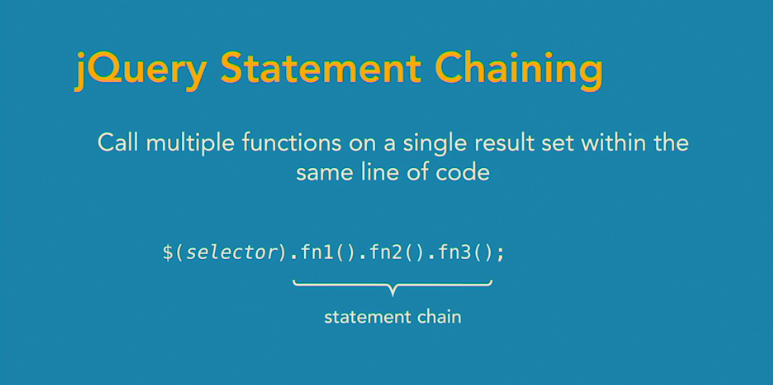 jQuery Statement Chaining
Call multiple functions on a single result set within the
same line of code
$(selector).fn1().fn2().fn3();
statement chain